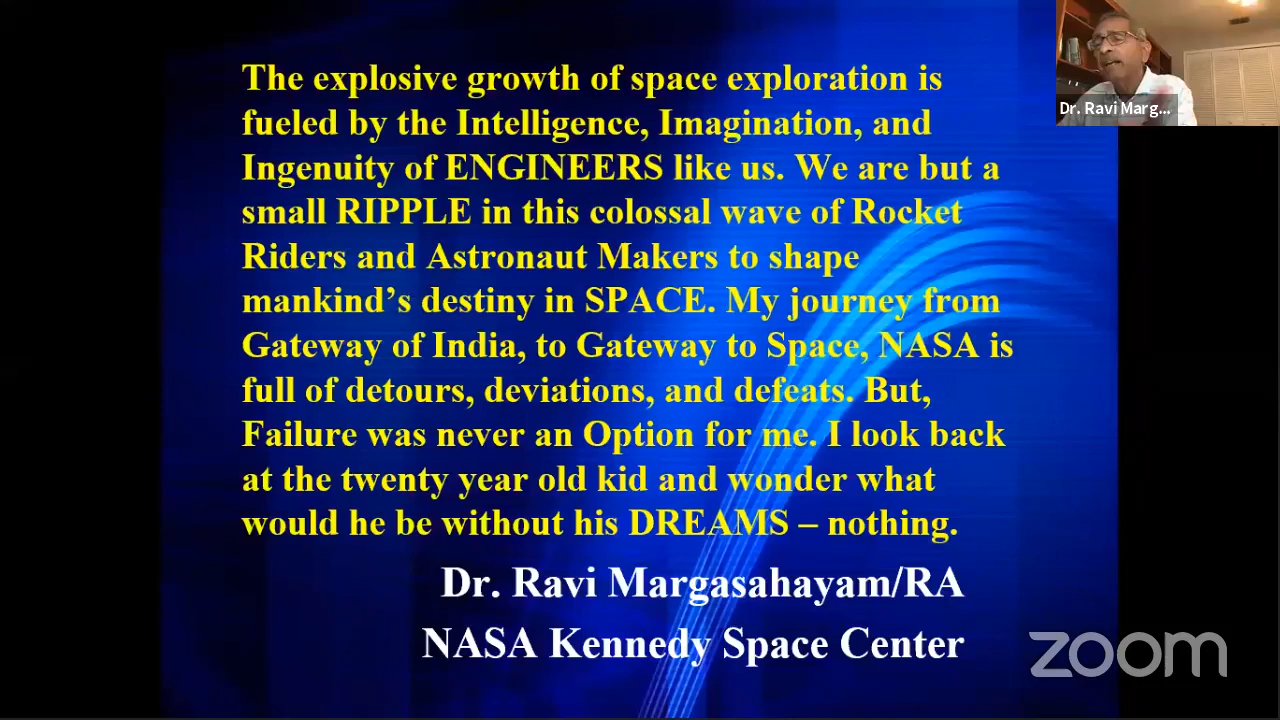 The explosive growth of space exploration is
fueled by the Intelligence, Imagination, and
Ingenuity of ENGINEERS like us. We are but a
small RIPPLE in this colossal wave of Rocket
Riders and Astronaut Makers to shape
mankind’s destiny in SPACE. My journey from
Gateway of India, to Gateway to Space, NASA is
full of detours, deviations, and defeats. But,
Failure was never an Option for me. I look back
at the twenty year old kid and wonder what
would he be without his DREAMS – nothing.
Dr. Ravi Margasahayam/RA
NASA Kennedy Space Center
Dr. Ravi Marg...
zoom